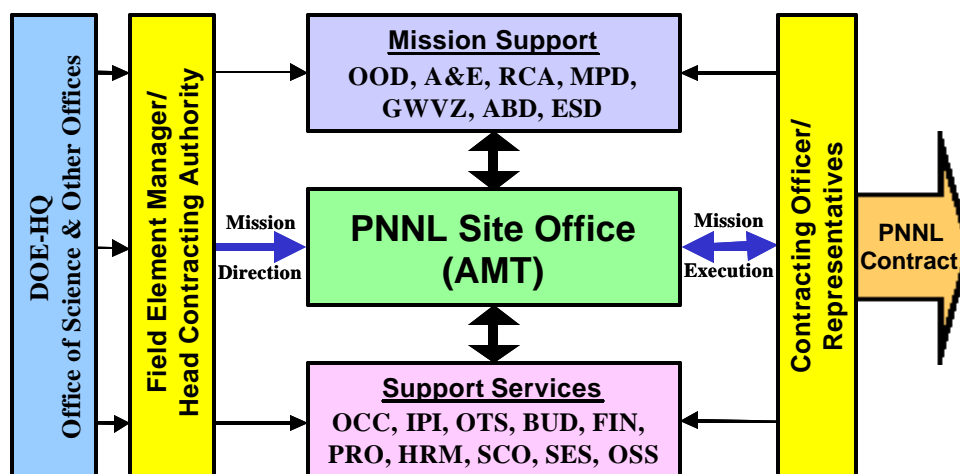 DOE-HQ
Office of Science & Other Offices
Field Element Manager/
Head Contracting Authority
Mission Support
OOD, A&E, RCA, MPD,
GWVZ, ABD, ESD
Mission
Direction
PNNL Site Office
(AMT)
Mission
Execution
Support Services
OCC, IPI, OTS, BUD, FIN,
PRO, HRM, SCO, SES, OSS
Contracting Officer/
Representatives
PNNL
Contract